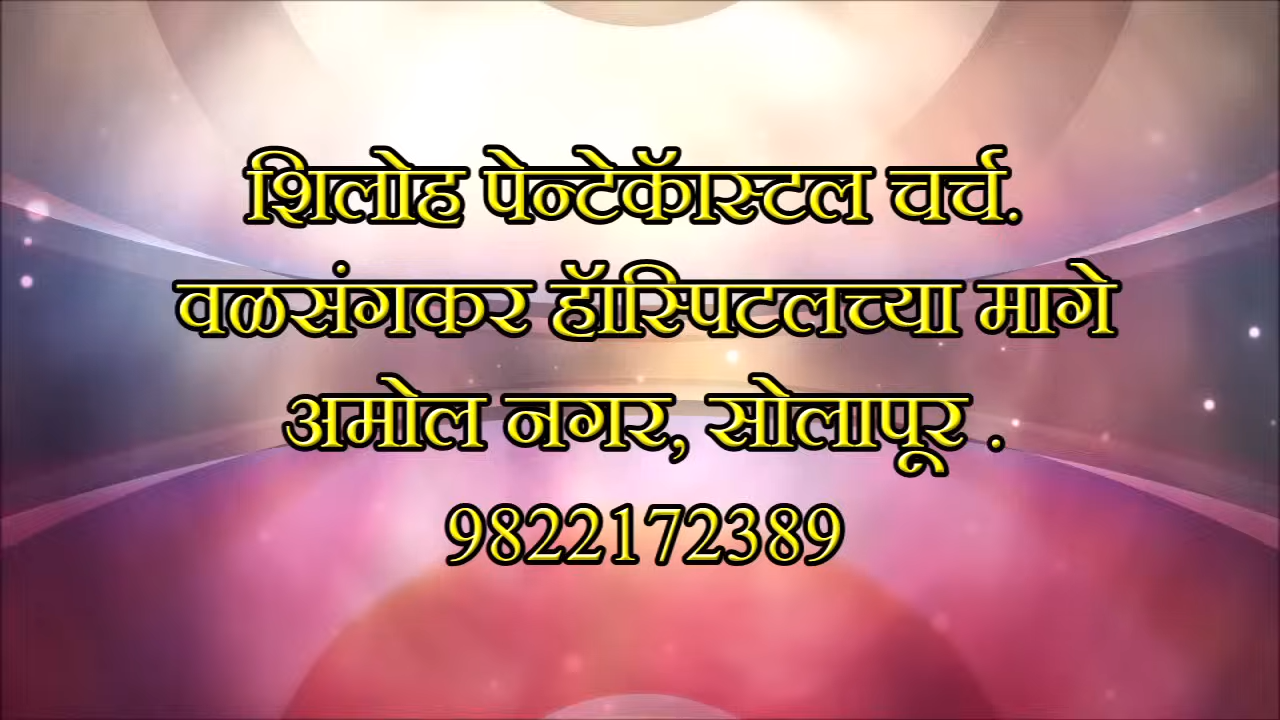 शिलोह पेन्टेकॉस्टल चर्च.
वळसंगकर हॉस्पिटलच्या मागे
अमोल नगर, सोलापूर .
9822172389